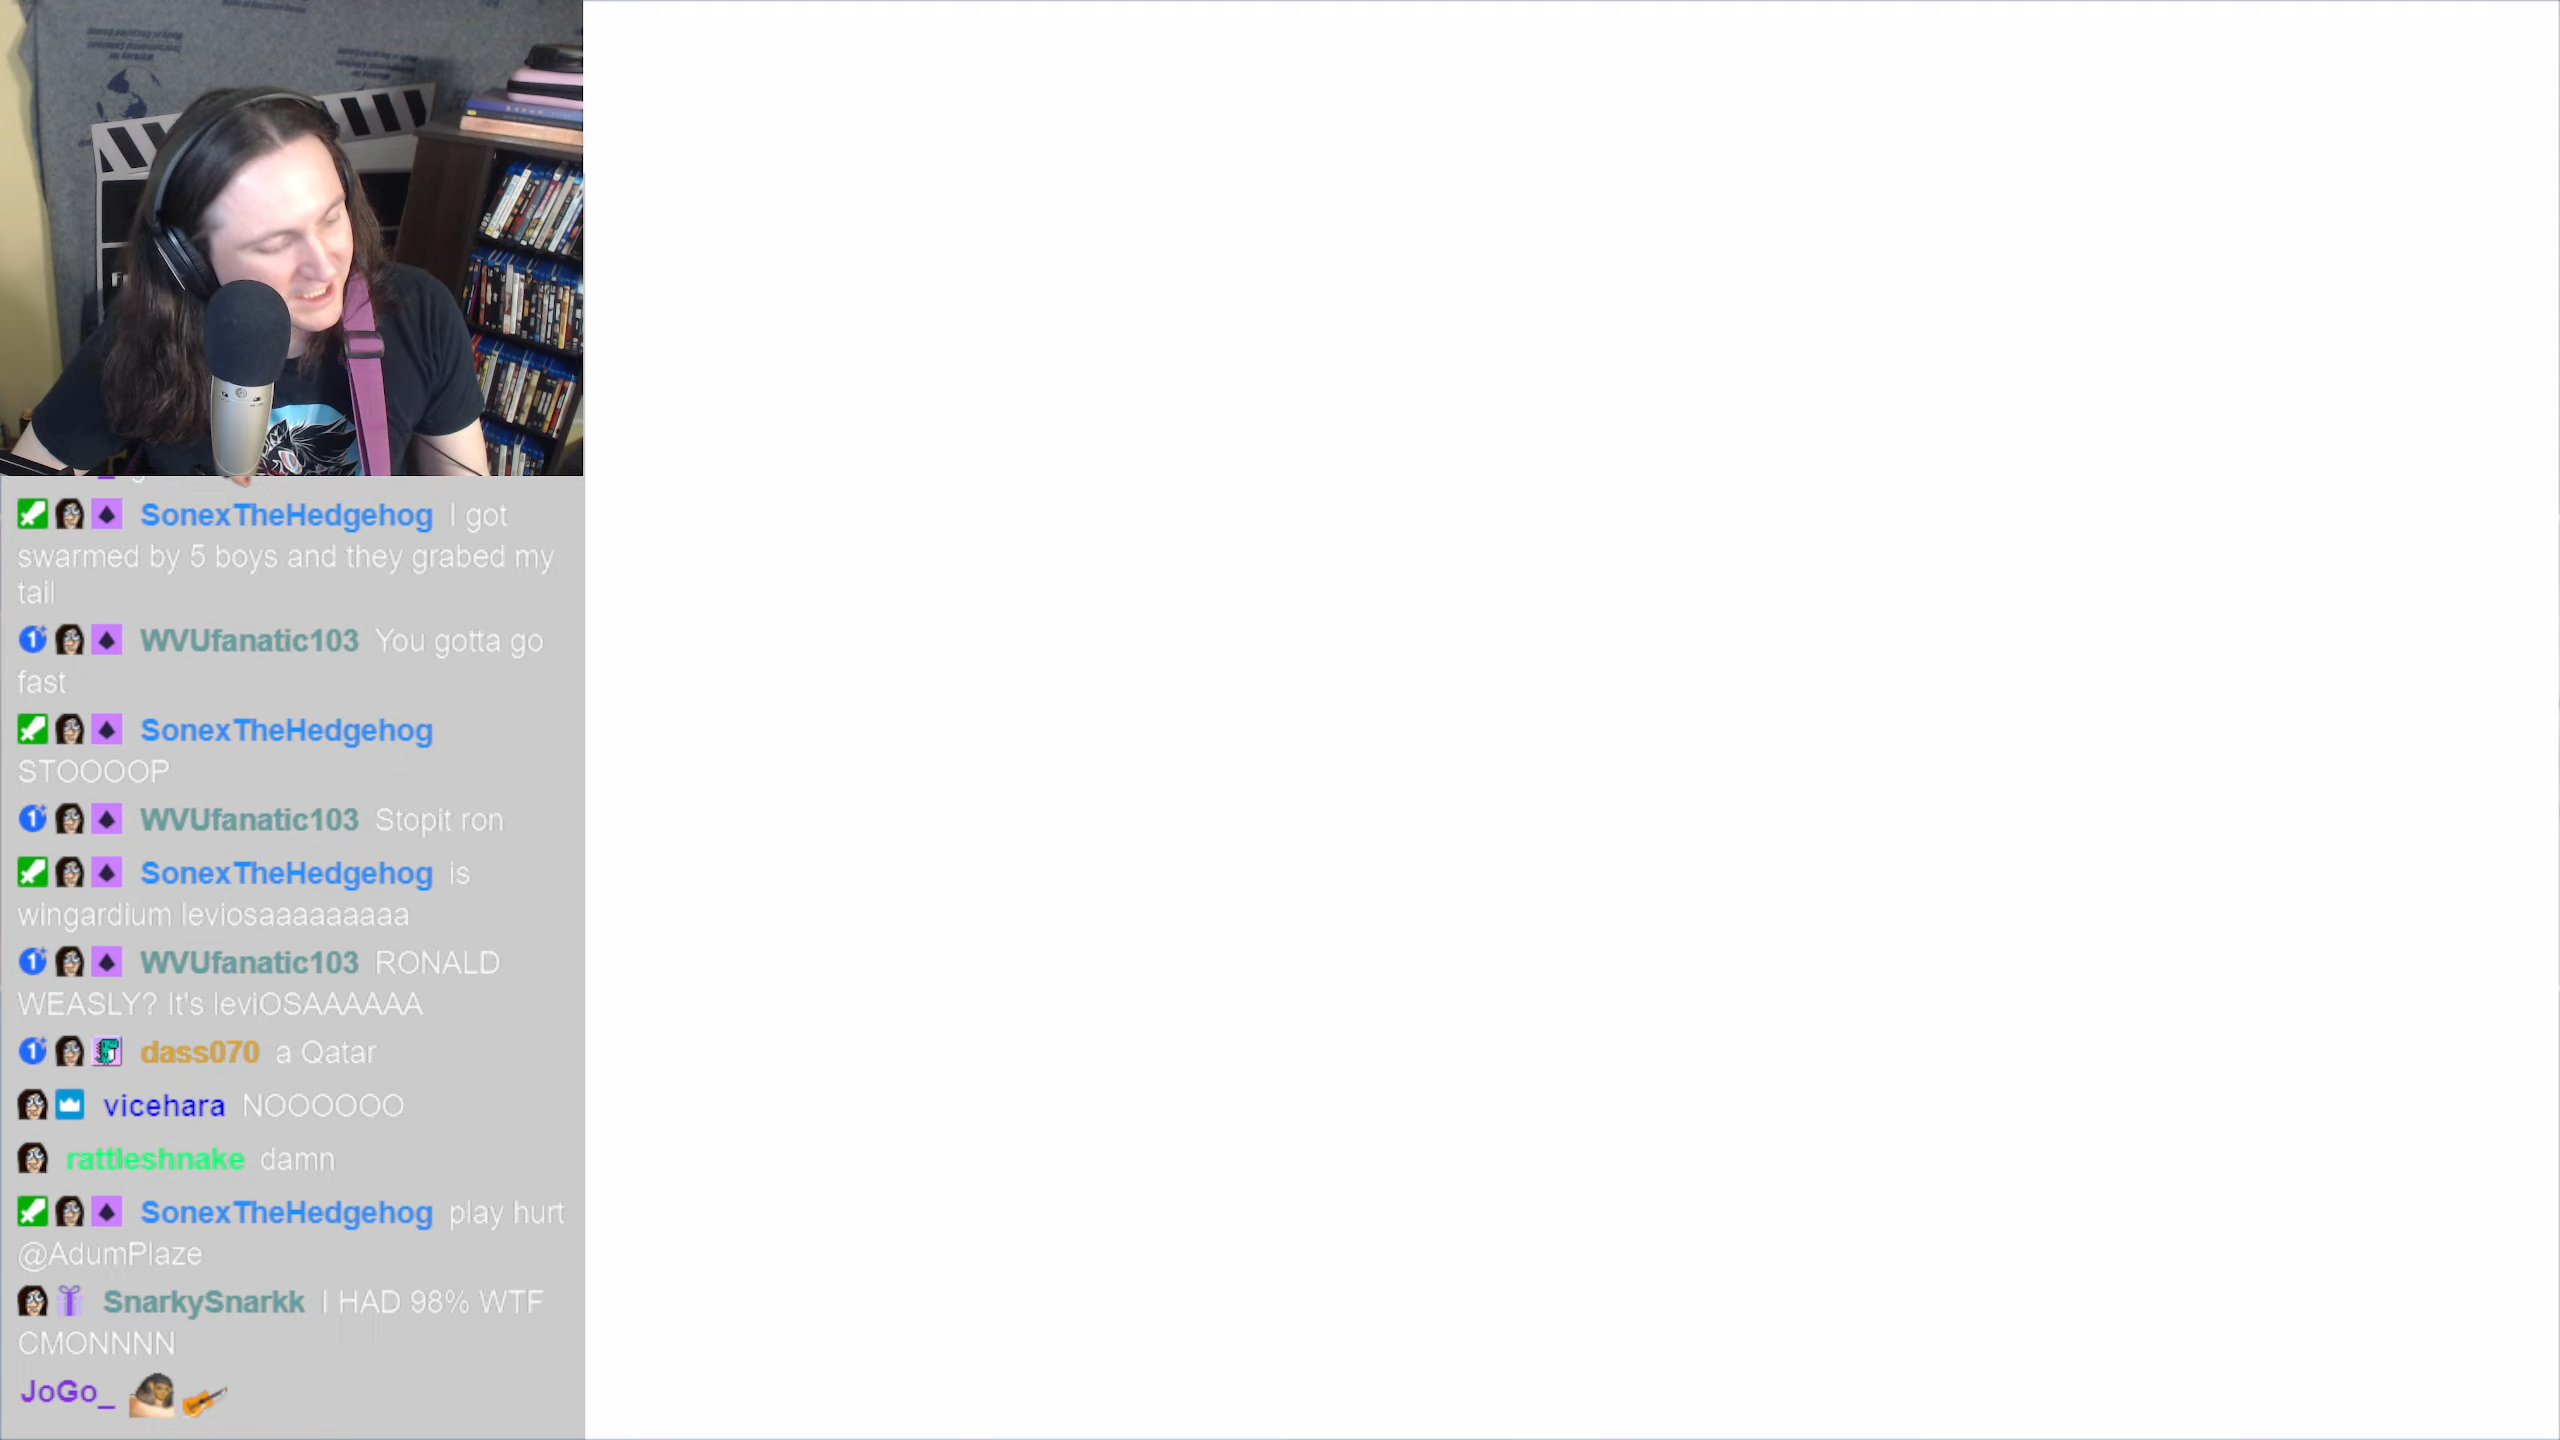 SonexTheHedgehog I got
swarmed by 5 boys and they grabed my
tail
WVUfanatic103 You gotta go
fast
SonexTheHedgehog
STOOOOP
WVUfanatic103 Stopit ron
SonexTheHedgehog is
wingardium leviosaaaaaaaaa
WVUfanatic103 RONALD
WEASLY? It's leviOSAAAAAA
dass070 a Qatar
vicehara NOOOOOO
rattleshnake damn
SonexTheHedgehog play hurt
@AdumPlaze
SnarkySnarkk I HAD 98% WTF
CMONNNN
JoGo_